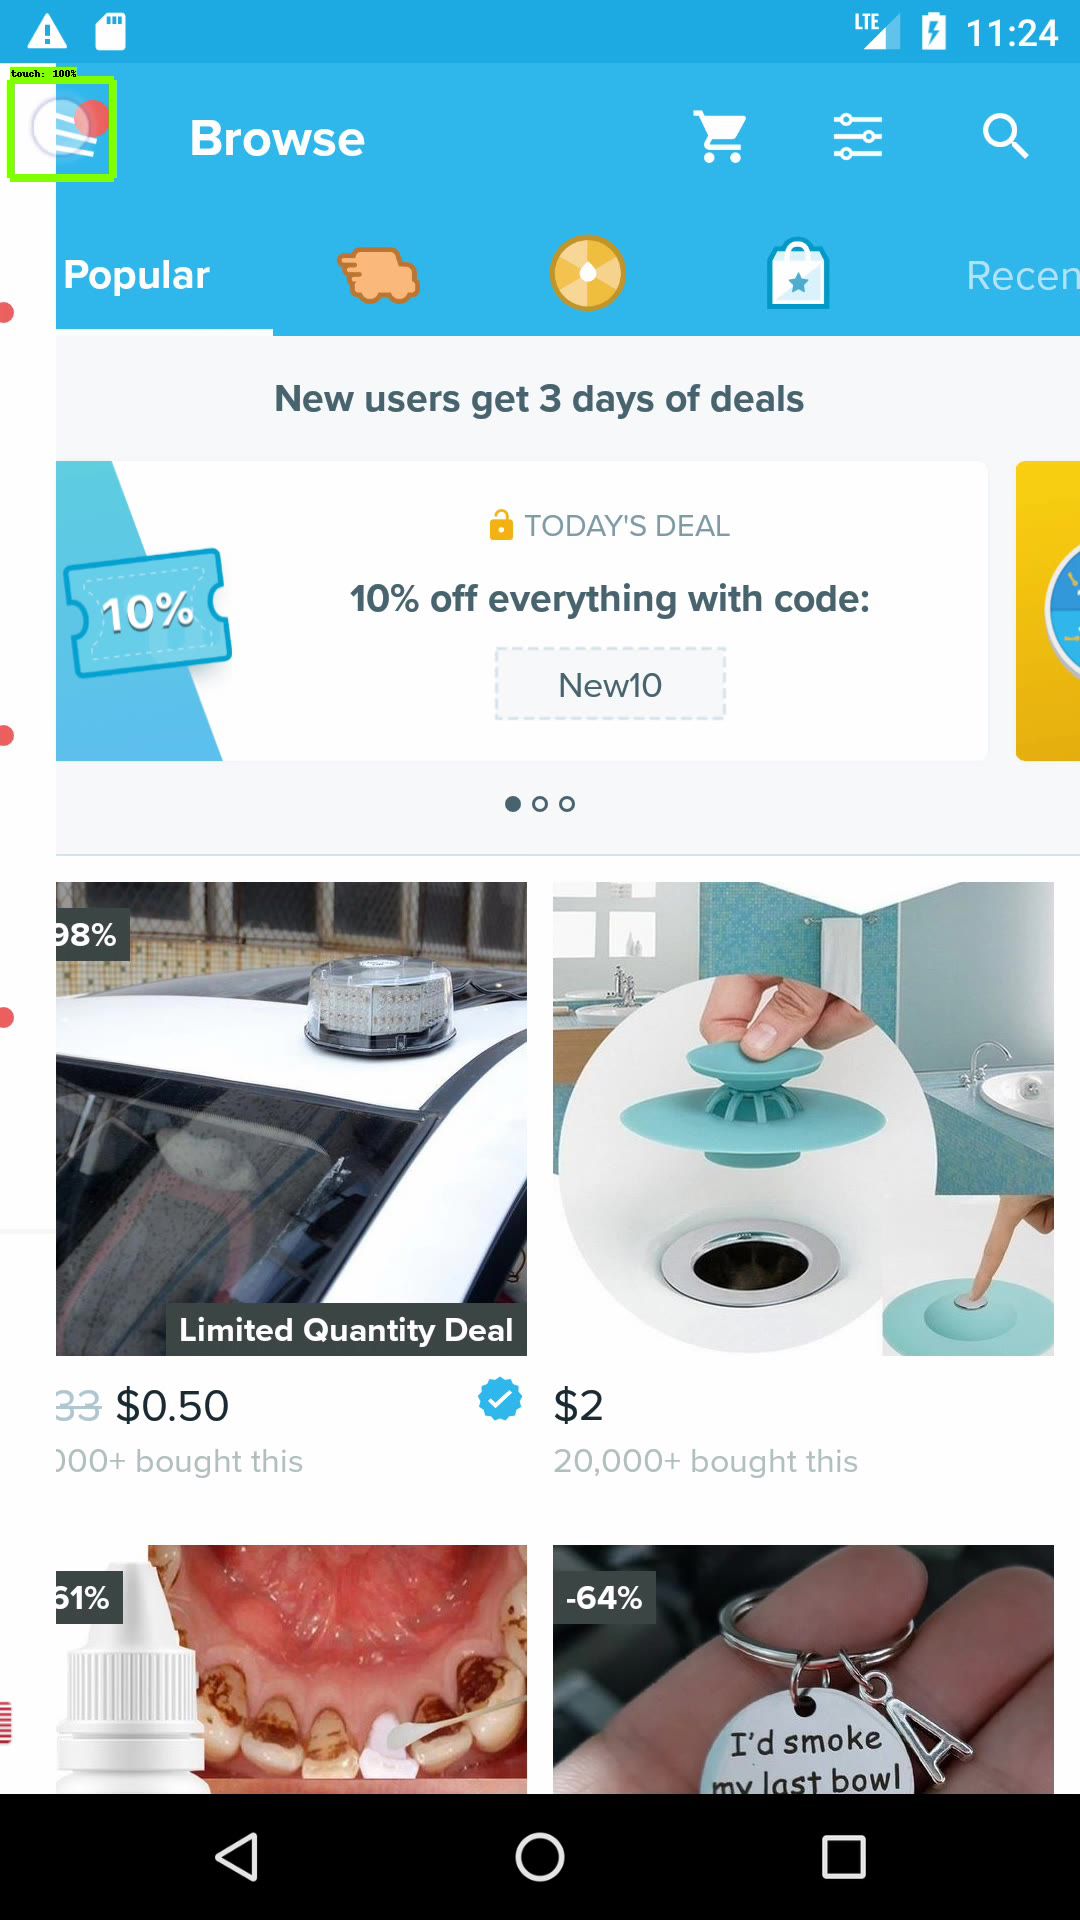 LTE 11:24
touch: 100%
Browse
Popular
Recen
New users get 3 days of deals
TODAY'S DEAL
10%
10% off everything with code:
New10
98%
Limited Quantity Deal
33 $0.50
$2
000+ bought this
20,000+ bought this
61%
-64%
I'd smoke
my last bowl
A